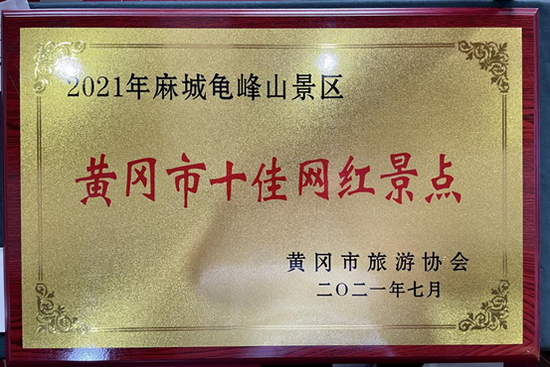 2021年麻城龟峰山景区
黄冈市十佳网红景点
黄冈市旅游协会
二〇二一年七月